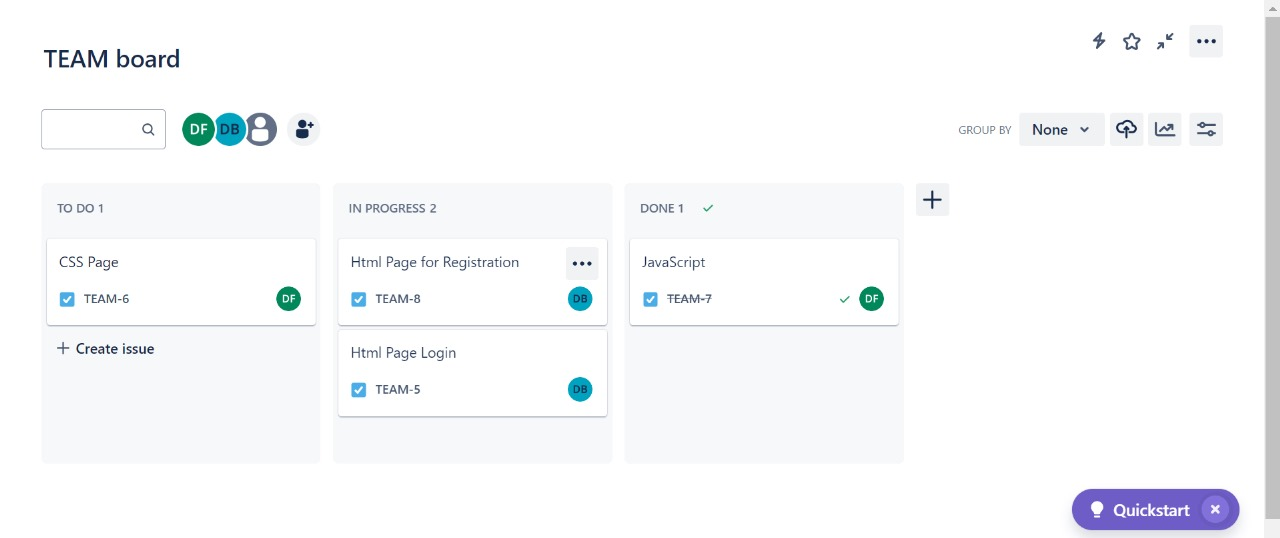 TEAM board
DF DB
GROUP BY None
TO DO 1
CSS Page
TEAM-6 DF
Create issue
IN PROGRESS 2
Html Page for Registration
TEAM-8 DB
Html Page Login
TEAM-5 DB
DONE 1
JavaScript
TEAM-7 DF
Quickstart